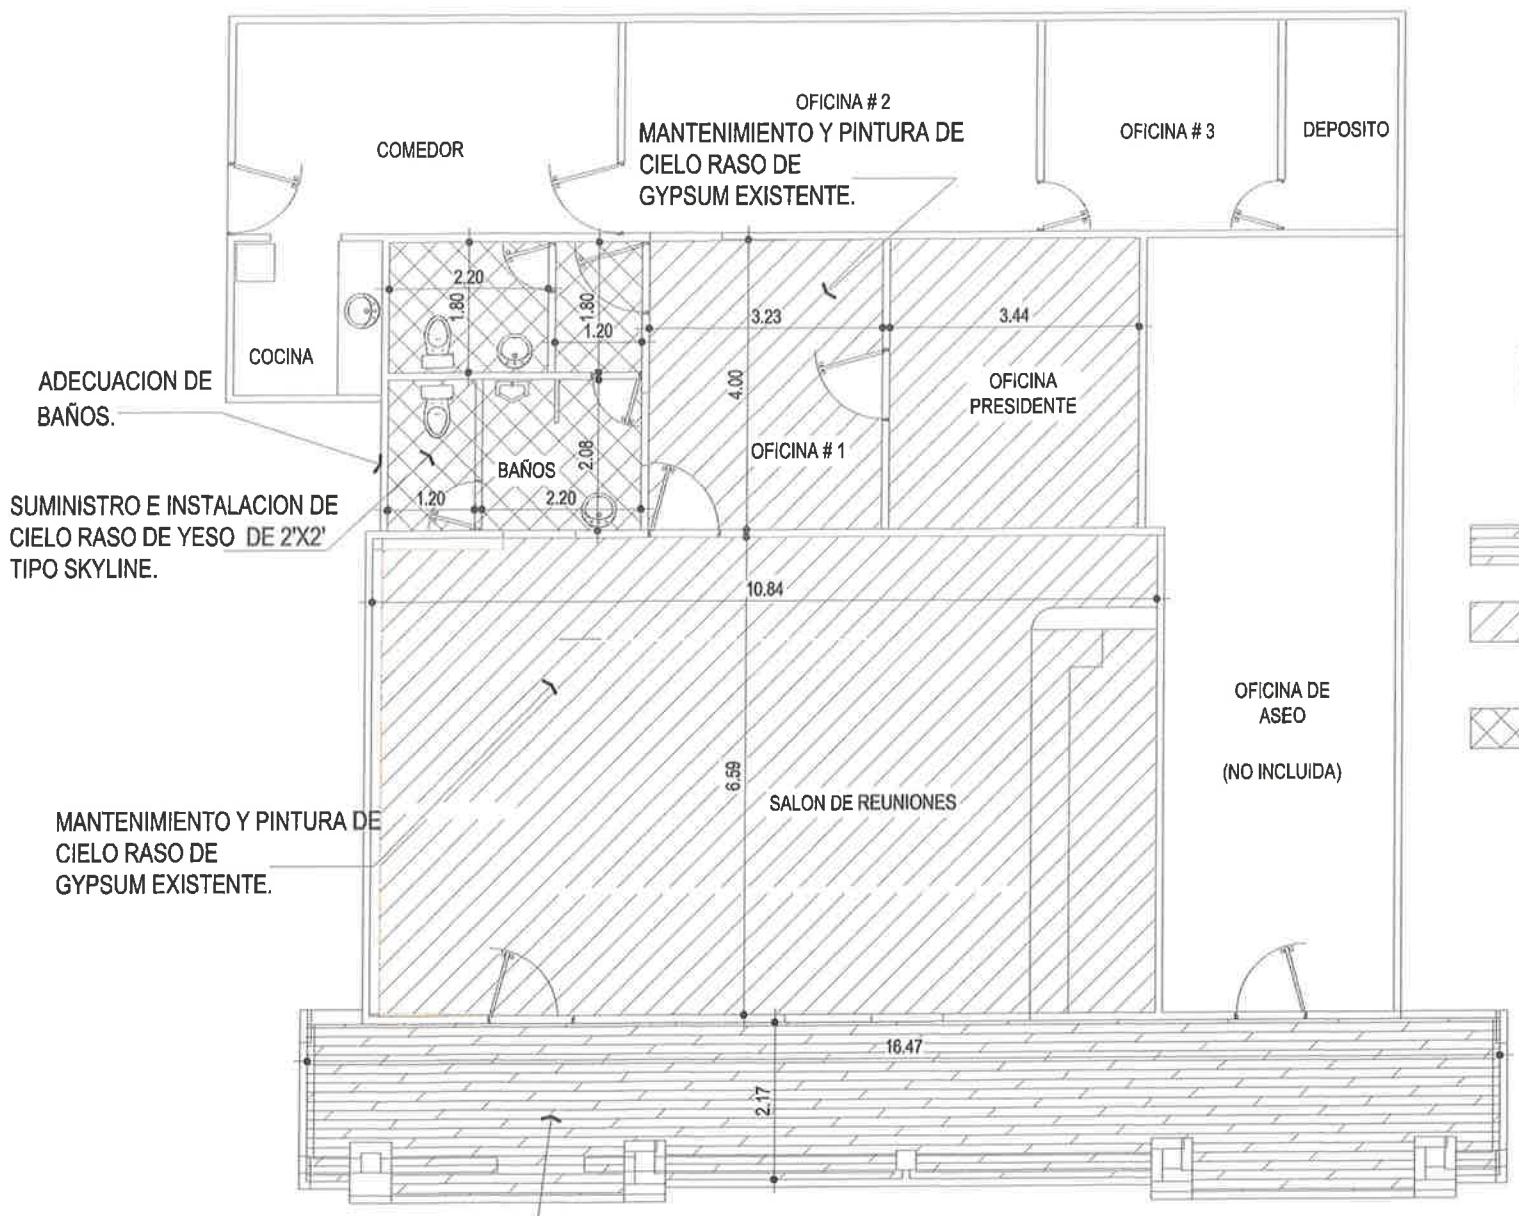 OFICINA # 2
MANTENIMIENTO Y PINTURA DE
CIELO RASO DE
GYPSUM EXISTENTE.
COMEDOR
OFICINA # 3
DEPOSITO
2.20
1.80
1.80
1.20
3.23
3.44
COCINA
4.00
OFICINA
PRESIDENTE
ADECUACION DE
BAÑOS.
OFICINA # 1
BAÑOS
2.08
1.20
2.20
SUMINISTRO E INSTALACION DE
CIELO RASO DE YESO DE 2'X2'
TIPO SKYLINE.
10.84
OFICINA DE
ASEO
(NO INCLUIDA)
6.59
SALON DE REUNIONES
MANTENIMIENTO Y PINTURA DE
CIELO RASO DE
GYPSUM EXISTENTE.
16.47
2.17